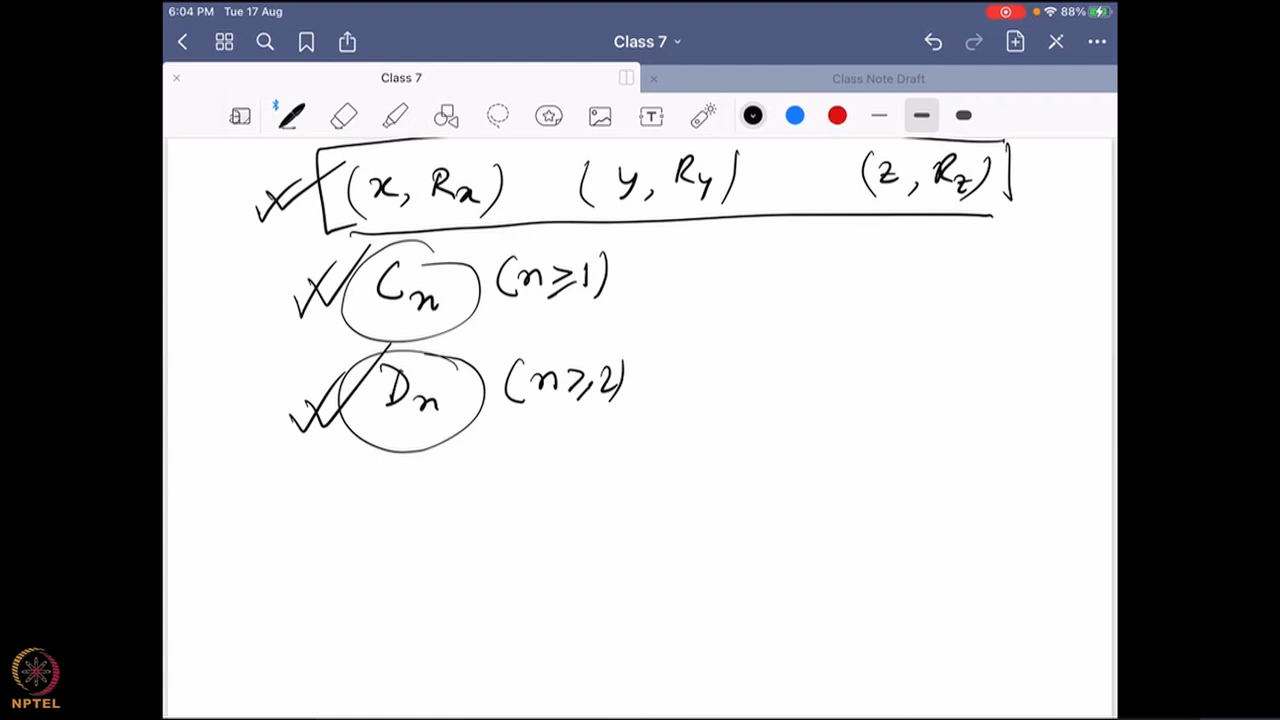 6:04 PM Tue 17 Aug 88%
Class 7
Class 7 Class Note Draft
T
(x, Rx) (y, Ry) (z, Rz)
Cn (n≥1)
Dn (n≥2)
NPTEL